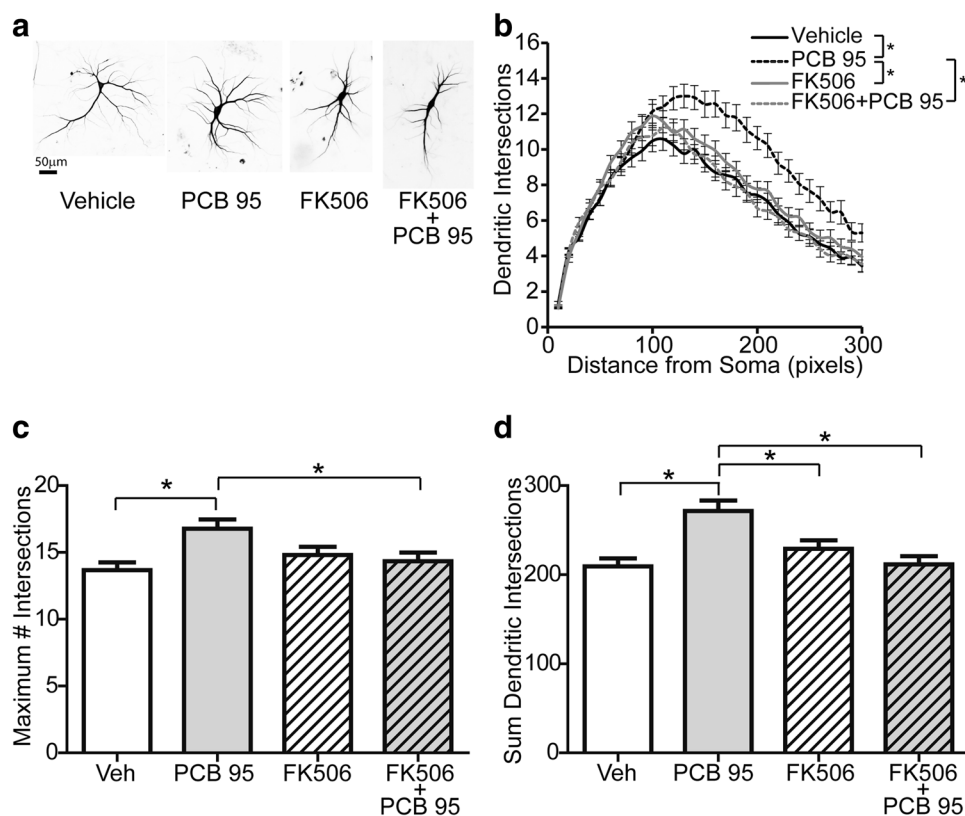 a
50μm
Vehicle
PCB 95
FK506
FK506
+
PCB 95
b
Dendritic Intersections
16
14
12
10
8
6
4
2
0
0
100
200
300
Distance from Soma (pixels)
Vehicle
PCB 95
FK506
FK506+PCB 95
*
*
*
c
Maximum # Intersections
20
15
10
5
0
*
*
Veh
PCB 95
FK506
FK506
+
PCB 95
d
Sum Dendritic Intersections
300
200
100
0
*
*
*
Veh
PCB 95
FK506
FK506
+
PCB 95